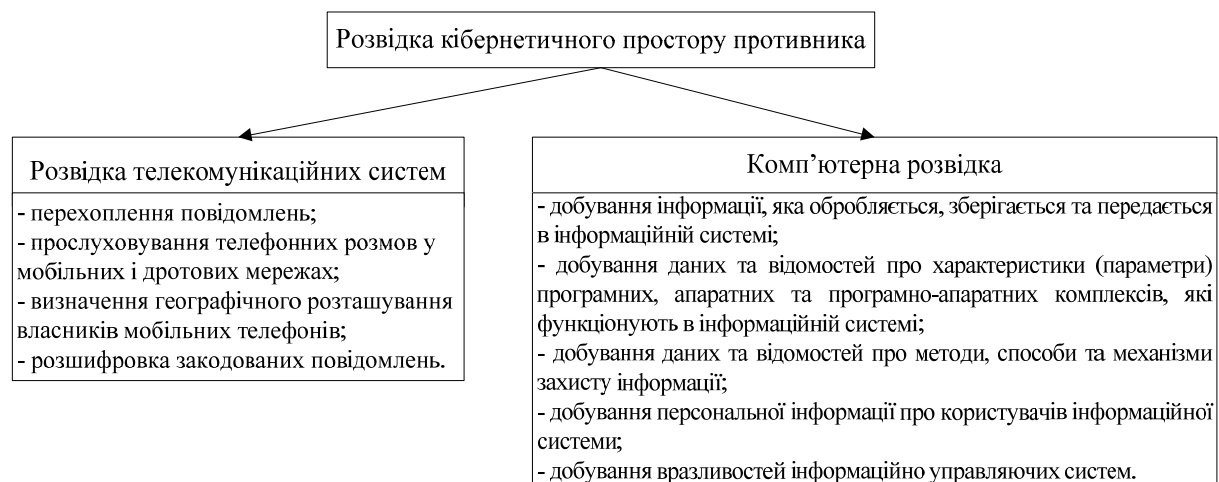 Розвідка кібернетичного простору противника
Розвідка телекомунікаційних систем
- перехоплення повідомлень;
- прослуховування телефонних розмов у
мобільних і дротових мережах;
- визначення географічного розташування
власників мобільних телефонів;
- розшифровка закодованих повідомлень.
Комп’ютерна розвідка
- добування інформації, яка обробляється, зберігається та передається
в інформаційній системі;
- добування даних та відомостей про характеристики (параметри)
програмних, апаратних та програмно-апаратних комплексів, які
функціонують в інформаційній системі;
- добування даних та відомостей про методи, способи та механізми
захисту інформації;
- добування персональної інформації про користувачів інформаційної
системи;
- добування вразливостей інформаційно управляючих систем.